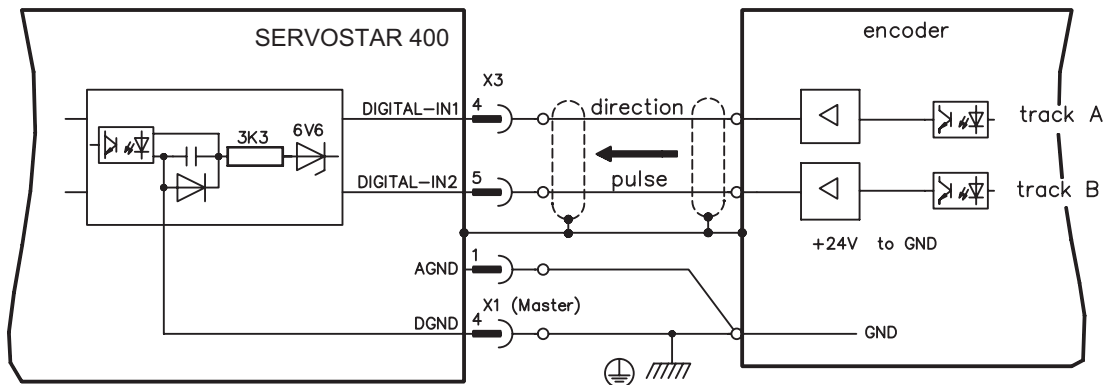 SERVOSTAR 400
encoder
X3
DIGITAL-IN1
4
direction
track A
3K3
6V6
DIGITAL-IN2
5
pulse
track B
+24V to GND
AGND
1
X1 (Master)
DGND
4
GND